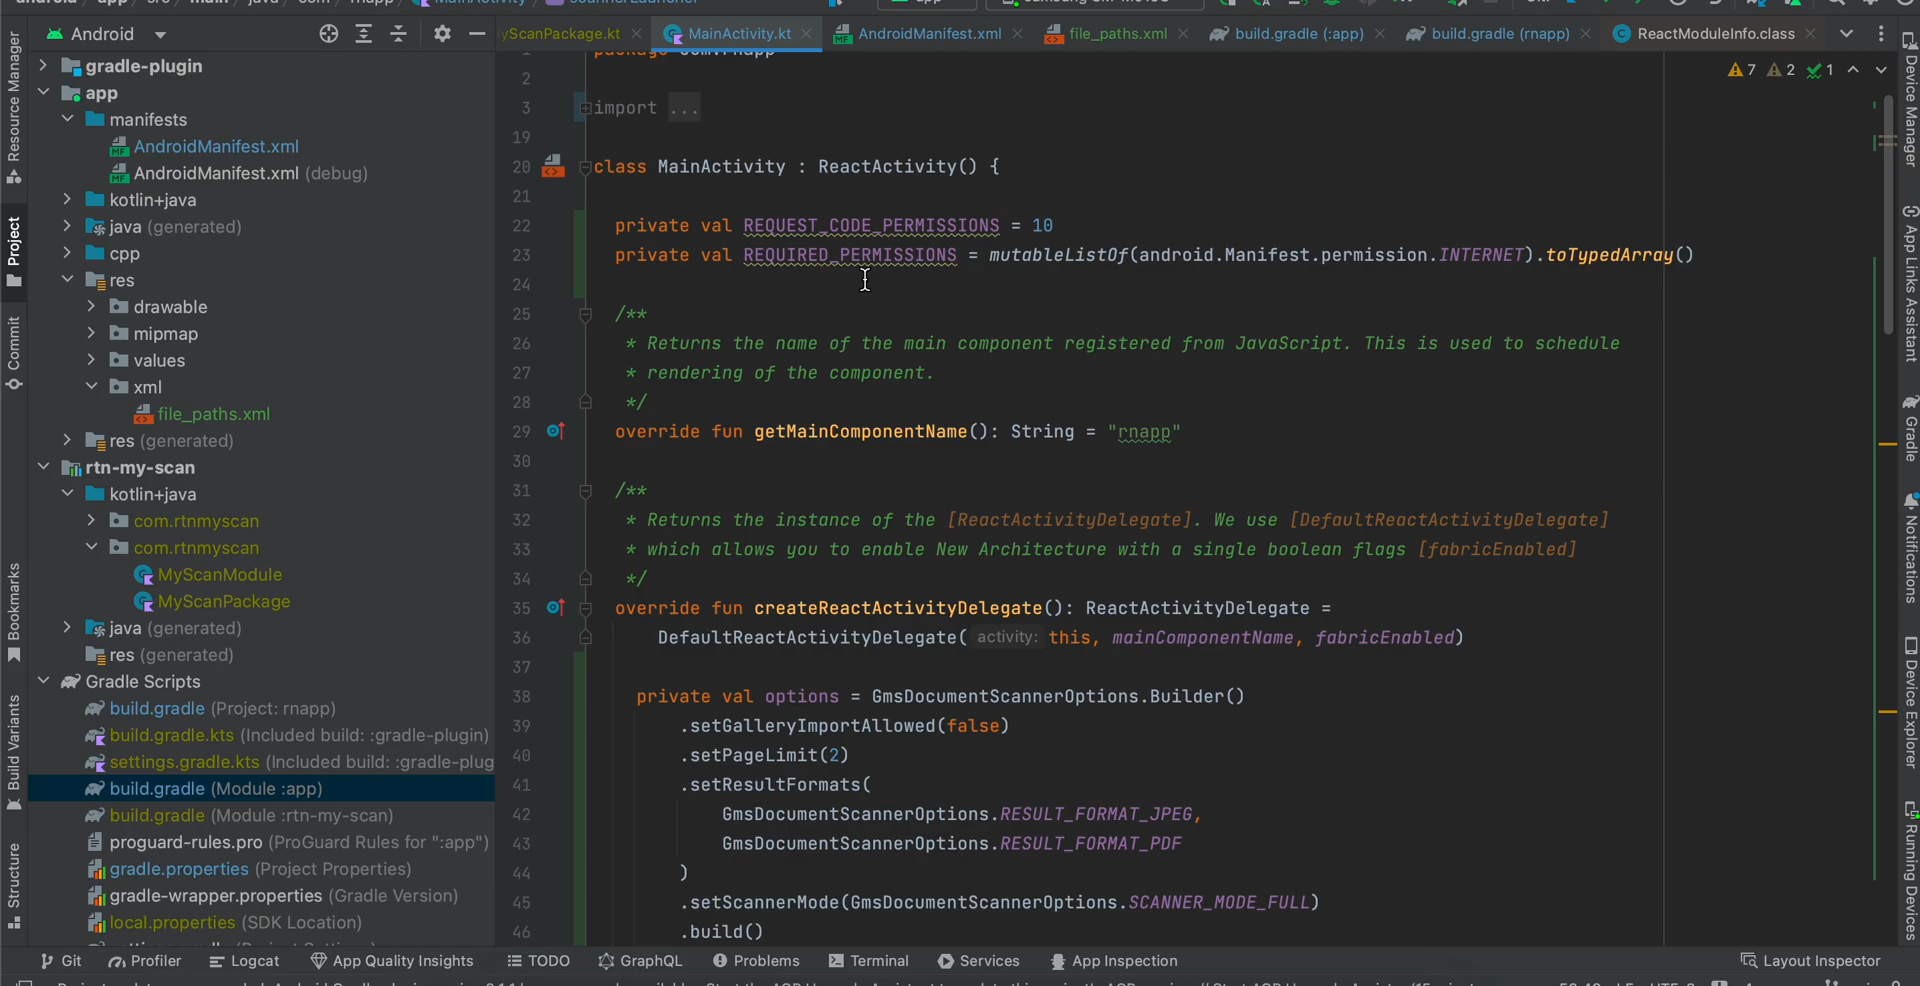 android app src main java com rnapp MainActivity scannerLauncher
Android
yScanPackage.kt
MainActivity.kt
AndroidManifest.xml
file_paths.xml
build.gradle (:app)
build.gradle (rnapp)
ReactModuleInfo.class
Resource Manager
Project
Commit
Bookmarks
Build Variants
Structure
gradle-plugin
app
manifests
AndroidManifest.xml
AndroidManifest.xml (debug)
kotlin+java
java (generated)
cpp
res
drawable
mipmap
values
xml
file_paths.xml
res (generated)
rtn-my-scan
kotlin+java
com.rtnmyscan
com.rtnmyscan
MyScanModule
MyScanPackage
java (generated)
res (generated)
Gradle Scripts
build.gradle (Project: rnapp)
build.gradle.kts (Included build: :gradle-plugin)
settings.gradle.kts (Included build: :gradle-plug
build.gradle (Module :app)
build.gradle (Module :rtn-my-scan)
proguard-rules.pro (ProGuard Rules for ":app")
gradle.properties (Project Properties)
gradle-wrapper.properties (Gradle Version)
local.properties (SDK Location)
7 2 1
1 package com.rnapp
2
3 import ...
19
20 class MainActivity : ReactActivity() {
21
22 private val REQUEST_CODE_PERMISSIONS = 10
23 private val REQUIRED_PERMISSIONS = mutableListOf(android.Manifest.permission.INTERNET).toTypedArray()
24
25 /**
26 * Returns the name of the main component registered from JavaScript. This is used to schedule
27 * rendering of the component.
28 */
29 override fun getMainComponentName(): String = "rnapp"
30
31 /**
32 * Returns the instance of the [ReactActivityDelegate]. We use [DefaultReactActivityDelegate]
33 * which allows you to enable New Architecture with a single boolean flags [fabricEnabled]
34 */
35 override fun createReactActivityDelegate(): ReactActivityDelegate =
36 DefaultReactActivityDelegate( activity: this, mainComponentName, fabricEnabled)
37
38 private val options = GmsDocumentScannerOptions.Builder()
39 .setGalleryImportAllowed(false)
40 .setPageLimit(2)
41 .setResultFormats(
42 GmsDocumentScannerOptions.RESULT_FORMAT_JPEG,
43 GmsDocumentScannerOptions.RESULT_FORMAT_PDF
44 )
45 .setScannerMode(GmsDocumentScannerOptions.SCANNER_MODE_FULL)
46 .build()
Device Manager
App Links Assistant
Gradle
Notifications
Device Explorer
Running Devices
Git
Profiler
Logcat
App Quality Insights
TODO
GraphQL
Problems
Terminal
Services
App Inspection
Layout Inspector